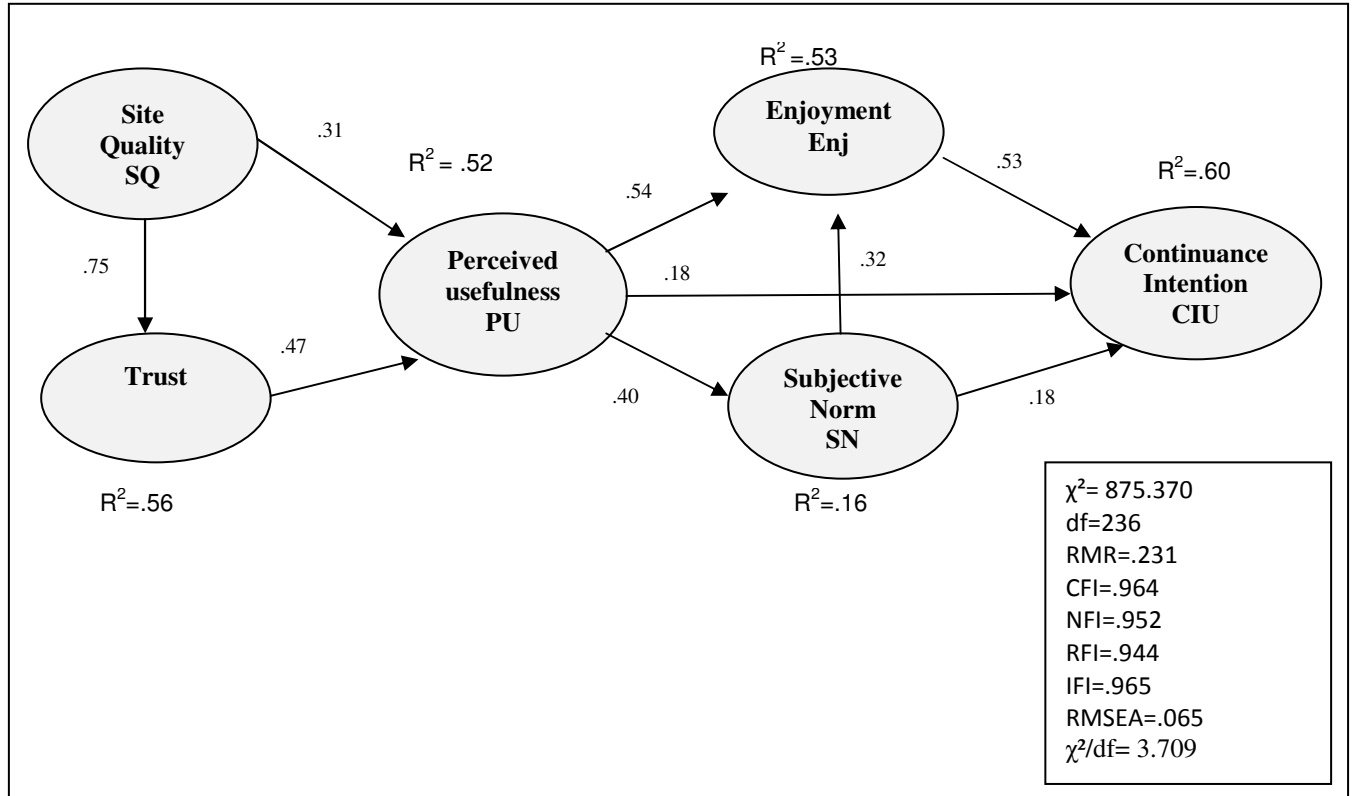 R²=.53
Site
Quality
SQ
Enjoyment
Enj
.31
R² = .52
.53
R²=.60
.54
.75
Perceived
usefulness
PU
.18
.32
Continuance
Intention
CIU
Trust
.47
.40
Subjective
Norm
SN
.18
R²=.56
R²=.16
χ²= 875.370
df=236
RMR=.231
CFI=.964
NFI=.952
RFI=.944
IFI=.965
RMSEA=.065
χ²/df= 3.709